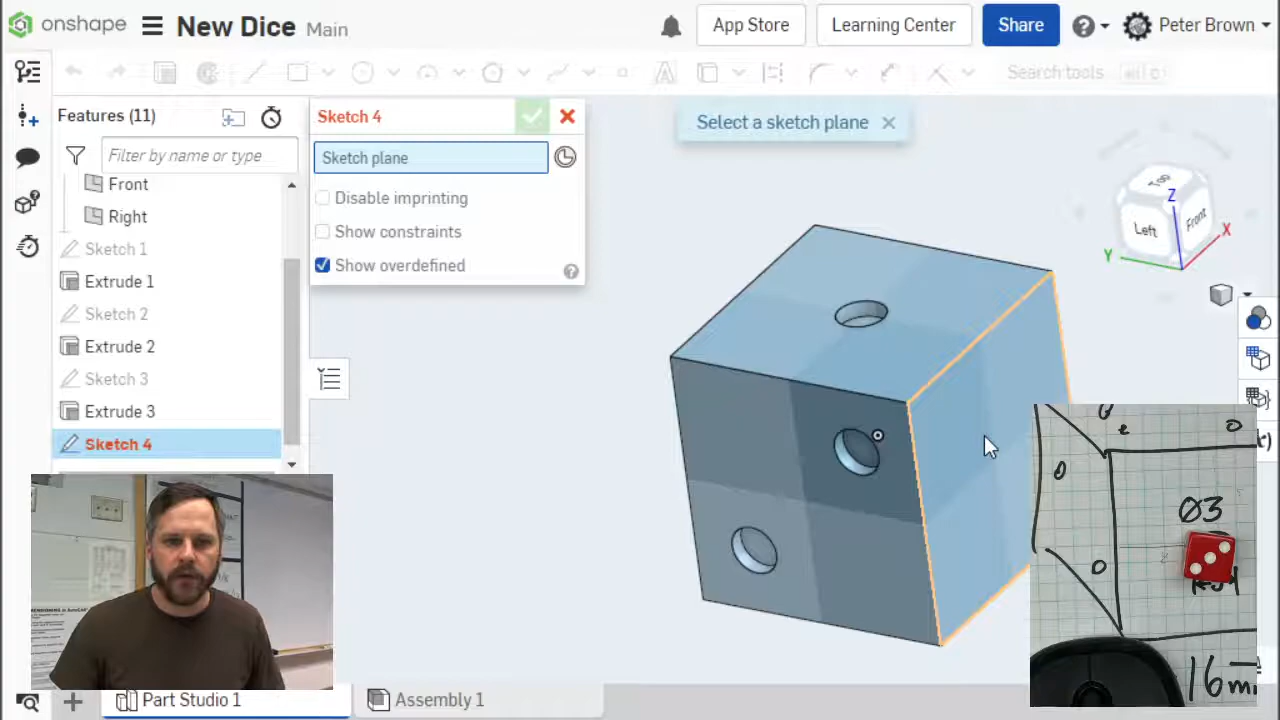 onshape
New Dice Main
App Store
Learning Center
Share
Peter Brown
Search tools
Features (11)
Filter by name or type
Front
Right
Sketch 1
Extrude 1
Sketch 2
Extrude 2
Sketch 3
Extrude 3
Sketch 4
Sketch 4
Sketch plane
Disable imprinting
Show constraints
Show overdefined
Select a sketch plane
Top
Left
Front
Z
X
Y
Ø3
16m
Part Studio 1
Assembly 1